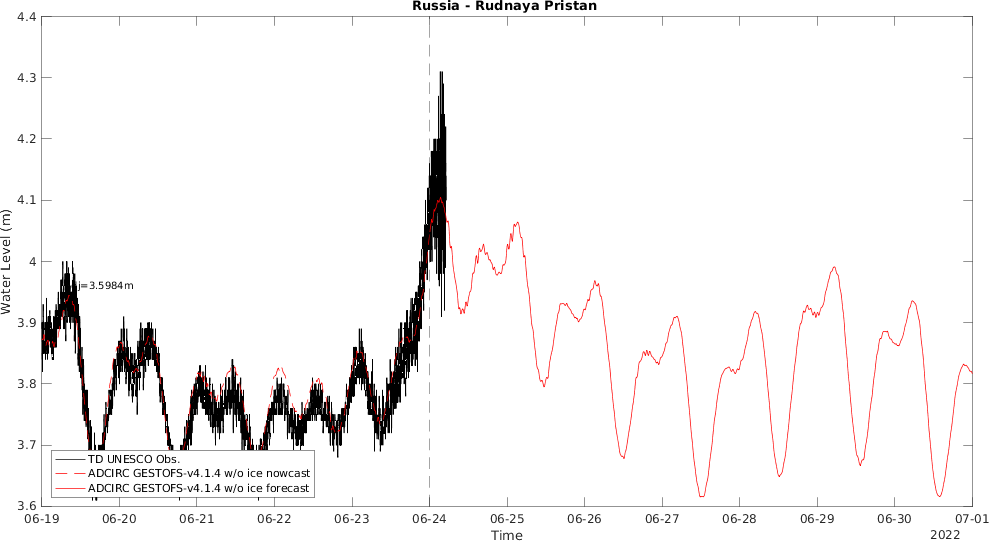 Russia - Rudnaya Pristan
4.4
4.3
4.2
4.1
4
3.9
3.8
3.7
3.6
Water Level (m)
j=3.5984m
TD UNESCO Obs.
ADCIRC GESTOFS-v4.1.4 w/o ice nowcast
ADCIRC GESTOFS-v4.1.4 w/o ice forecast
06-19 06-20 06-21 06-22 06-23 06-24 06-25 06-26 06-27 06-28 06-29 06-30 07-01
Time
2022